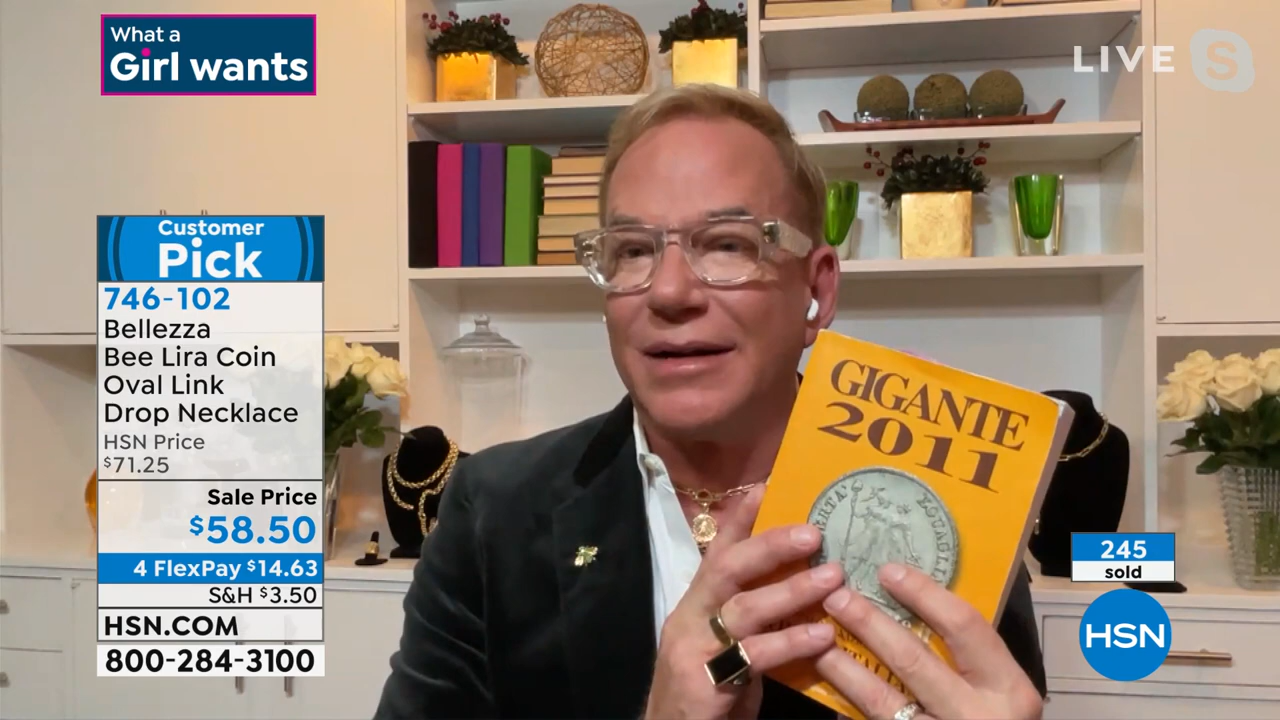 What a
Girl wants
LIVE S
Customer
Pick
746-102
Bellezza
Bee Lira Coin
Oval Link
Drop Necklace
HSN Price
$71.25
Sale Price
$58.50
4 FlexPay $14.63
S&H $3.50
HSN.COM
800-284-3100
GIGANTE
2011
245
sold
HSN